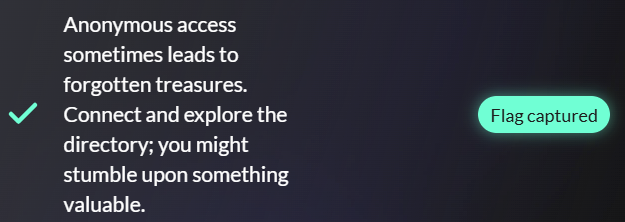 Anonymous access
sometimes leads to
forgotten treasures.
Connect and explore the
directory; you might
stumble upon something
valuable.
Flag captured